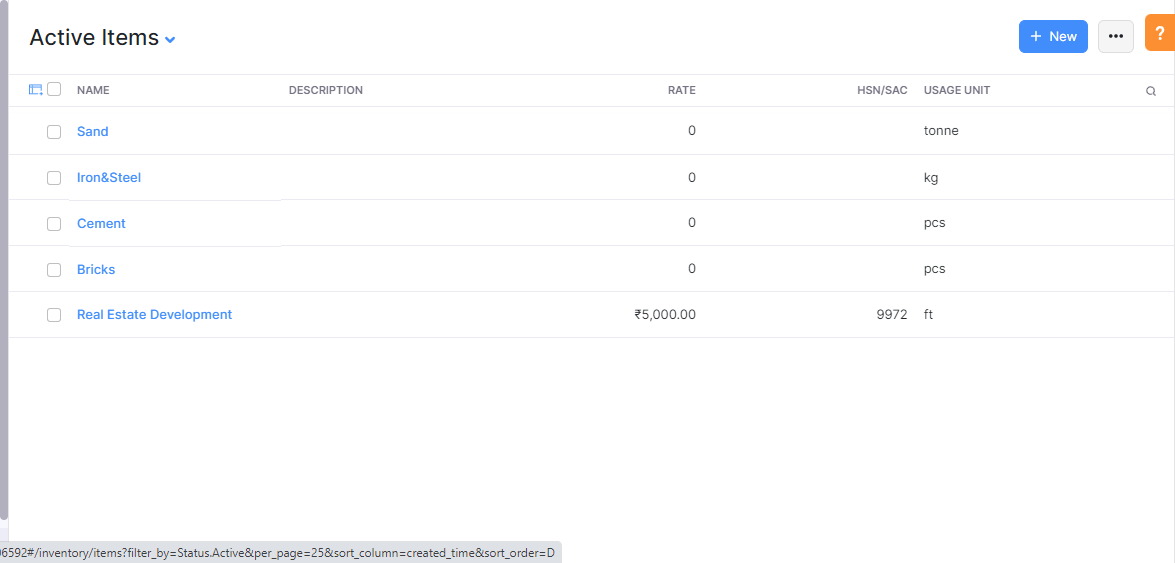 Active Items
+ New
?
NAME DESCRIPTION RATE HSN/SAC USAGE UNIT
Sand 0 tonne
Iron&Steel 0 kg
Cement 0 pcs
Bricks 0 pcs
Real Estate Development ₹5,000.00 9972 ft
6592#/inventory/items?filter_by=Status.Active&per_page=25&sort_column=created_time&sort_order=D